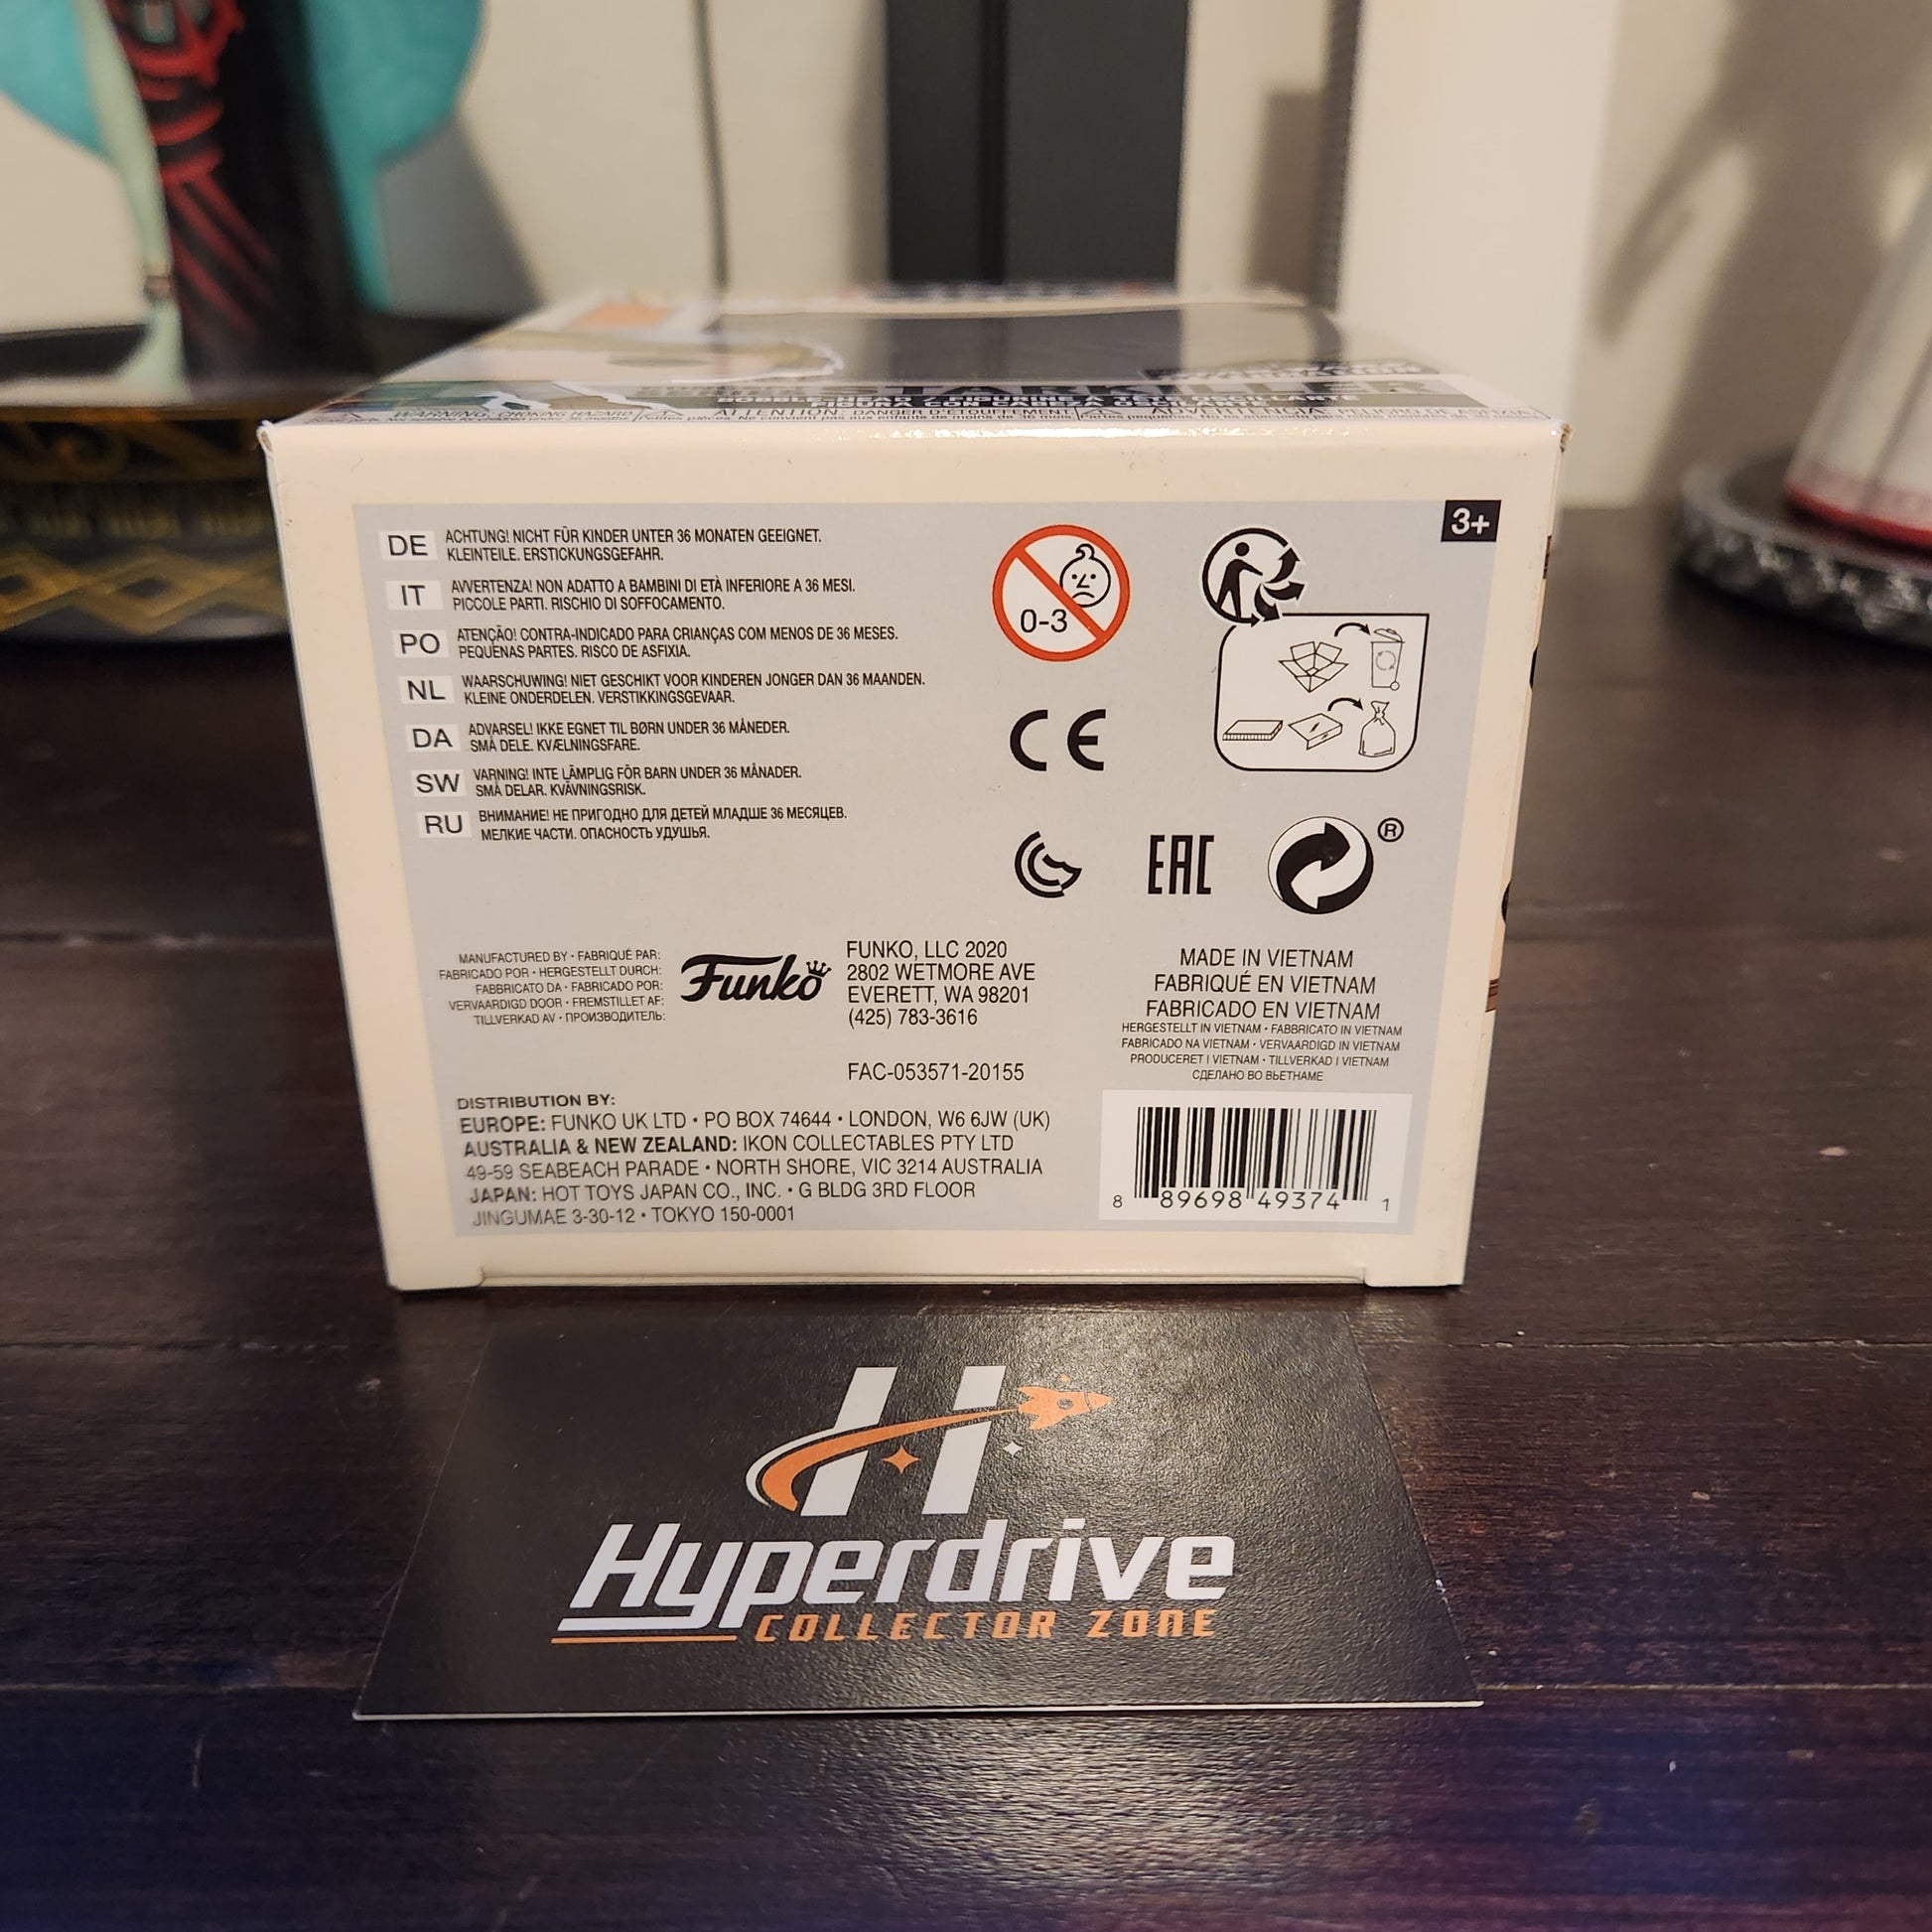 STARKILLER
BOBBLE-HEAD / FIGURINE À TÊTE OSCILLANTE
FIGURA CON CABEZA
WARNING: CHOKING HAZARD
ATTENTION: DANGER D'ÉTOUFFEMENT
ADVERTENCIA: PELIGRO DE ASFIXIA
3+
DE ACHTUNG! NICHT FÜR KINDER UNTER 36 MONATEN GEEIGNET.
KLEINTEILE. ERSTICKUNGSGEFAHR.
IT AVVERTENZA! NON ADATTO A BAMBINI DI ETÀ INFERIORE A 36 MESI.
PICCOLE PARTI. RISCHIO DI SOFFOCAMENTO.
PO ATENÇÃO! CONTRA-INDICADO PARA CRIANÇAS COM MENOS DE 36 MESES.
PEQUENAS PARTES. RISCO DE ASFIXIA.
NL WAARSCHUWING! NIET GESCHIKT VOOR KINDEREN JONGER DAN 36 MAANDEN.
KLEINE ONDERDELEN. VERSTIKKINGSGEVAAR.
DA ADVARSEL! IKKE EGNET TIL BØRN UNDER 36 MÅNEDER.
SMÅ DELE. KVÆLNINGSFARE.
SW VARNING! INTE LÄMPLIG FÖR BARN UNDER 36 MÅNADER.
SMÅ DELAR. KVÄVNINGSRISK.
RU ВНИМАНИЕ! НЕ ПРИГОДНО ДЛЯ ДЕТЕЙ МЛАДШЕ 36 МЕСЯЦЕВ.
МЕЛКИЕ ЧАСТИ. ОПАСНОСТЬ УДУШЬЯ.
0-3
CE
EAC
®
MANUFACTURED BY • FABRIQUÉ PAR:
FABRICADO POR • HERGESTELLT DURCH:
FABBRICATO DA • FABRICADO POR:
VERVAARDIGD DOOR • FREMSTILLET AF:
TILLVERKAD AV • ПРОИЗВОДИТЕЛЬ:
Funko
FUNKO, LLC 2020
2802 WETMORE AVE
EVERETT, WA 98201
(425) 783-3616
FAC-053571-20155
MADE IN VIETNAM
FABRIQUÉ EN VIETNAM
FABRICADO EN VIETNAM
HERGESTELLT IN VIETNAM • FABBRICATO IN VIETNAM
FABRICADO NA VIETNAM • VERVAARDIGD IN VIETNAM
PRODUCERET I VIETNAM • TILLVERKAD I VIETNAM
СДЕЛАНО ВО ВЬЕТНАМЕ
DISTRIBUTION BY:
EUROPE: FUNKO UK LTD • PO BOX 74644 • LONDON, W6 6JW (UK)
AUSTRALIA & NEW ZEALAND: IKON COLLECTABLES PTY LTD
49-59 SEABEACH PARADE • NORTH SHORE, VIC 3214 AUSTRALIA
JAPAN: HOT TOYS JAPAN CO., INC. • G BLDG 3RD FLOOR
JINGUMAE 3-30-12 • TOKYO 150-0001
8 89698 49374 1
H
Hyperdrive
COLLECTOR ZONE